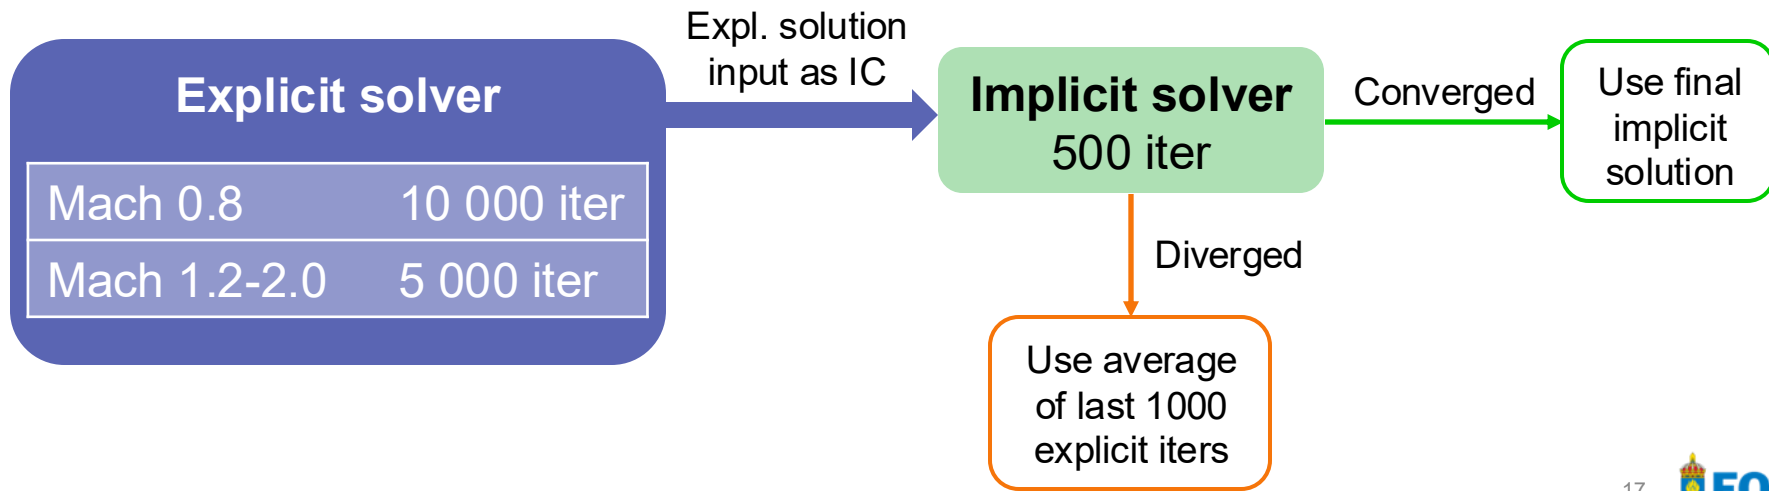 Expl. solution
input as IC
Explicit solver
Mach 0.8 10 000 iter
Mach 1.2-2.0 5 000 iter
Implicit solver
500 iter
Converged
Use final
implicit
solution
Diverged
Use average
of last 1000
explicit iters
17
FO